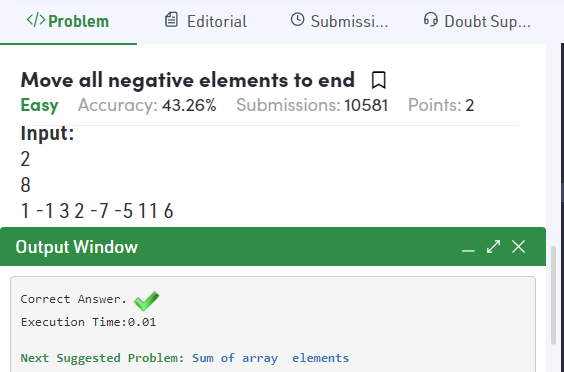 </>Problem Editorial Submissi... Doubt Sup...
Move all negative elements to end
Easy Accuracy: 43.26% Submissions: 10581 Points: 2
Input:
2
8
1 -1 3 2 -7 -5 11 6
Output Window
Correct Answer.
Execution Time:0.01
Next Suggested Problem: Sum of array elements